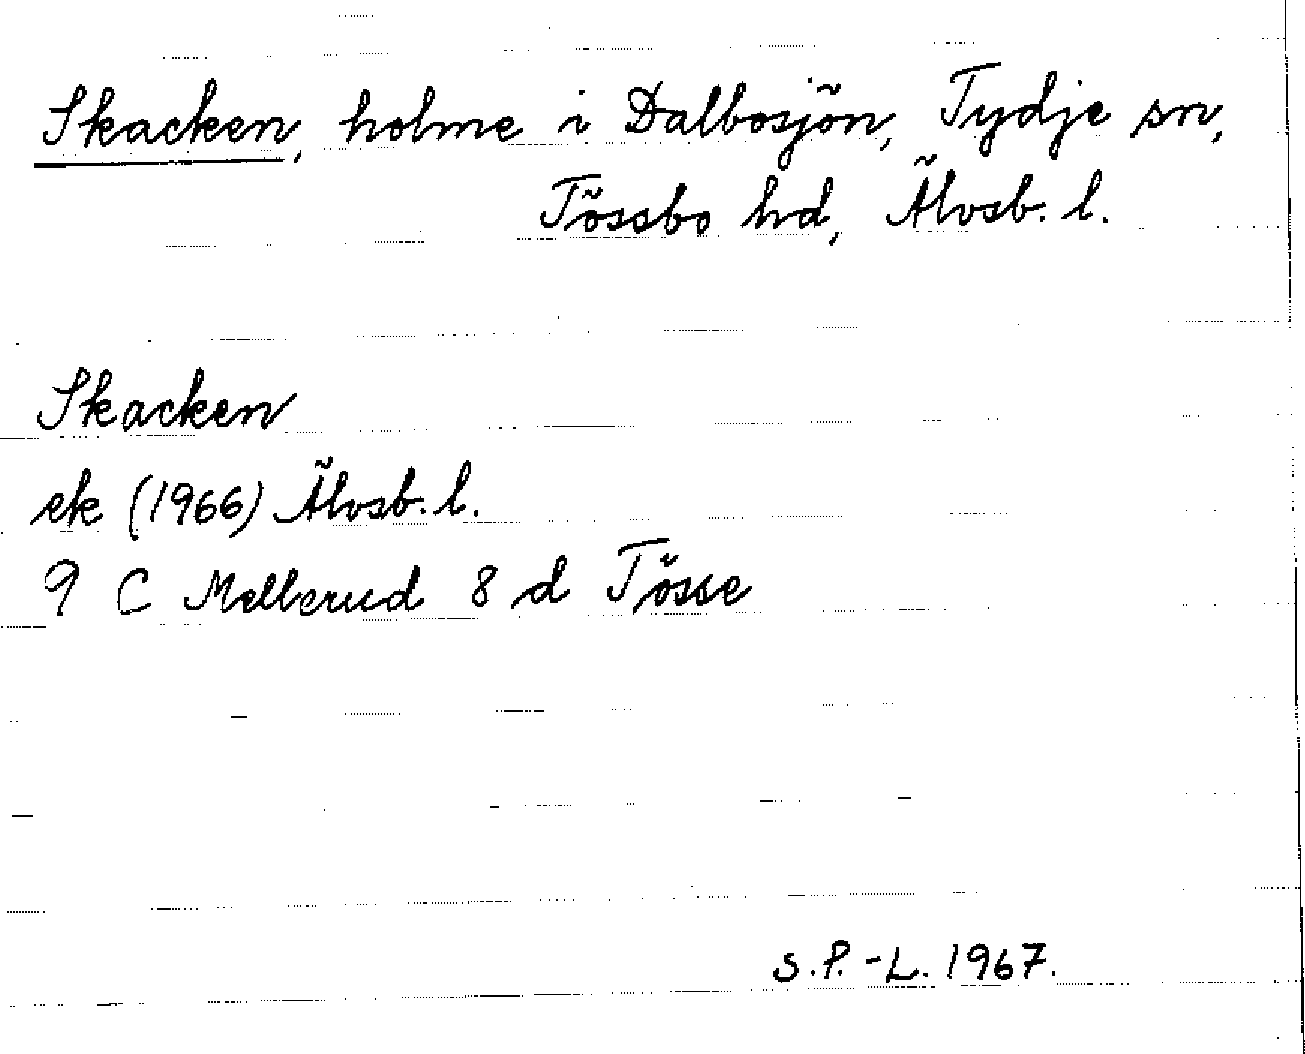 Skacken, holme i Dalbosjön, Tydje sn,
Tössbo hd, Älvsb. l.
Skacken
ek (1966) Älvsb. l.
9 C Mellerud 8 d Tösse
S.P.-L. 1967.